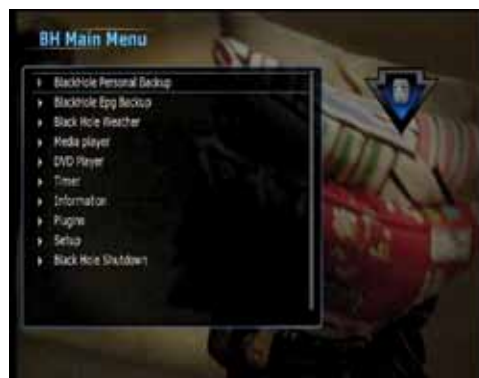 BH Main Menu
BlackHole Personal Backup
BlackHole Epg Backup
Black Hole Weather
Media player
DVD Player
Timer
Information
Plugins
Setup
Black Hole Shutdown